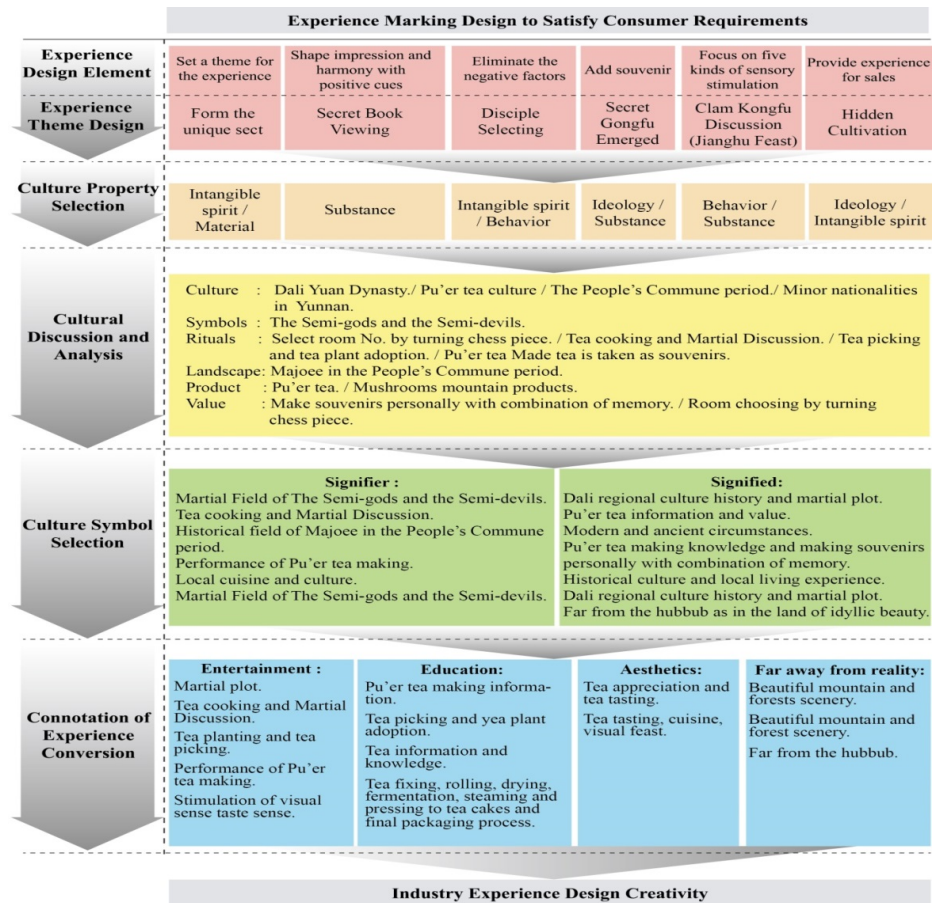 Experience Marking Design to Satisfy Consumer Requirements
Experience
Design Element
Set a theme for
the experience
Shape impression and
harmony with
positive cues
Eliminate the
negative factors
Add souvenir
Focus on five
kinds of sensory
stimulation
Provide experience
for sales
Experience
Theme Design
Form the
unique sect
Secret Book
Viewing
Disciple
Selecting
Secret
Gongfu
Emerged
Clam Kongfu
Discussion
(Jianghu Feast)
Hidden
Cultivation
Culture Property
Selection
Intangible
spirit /
Material
Substance
Intangible spirit
/ Behavior
Ideology /
Substance
Behavior /
Substance
Ideology /
Intangible spirit
Cultural
Discussion and
Analysis
Culture : Dali Yuan Dynasty./ Pu'er tea culture / The People's Commune period./ Minor nationalities
in Yunnan.
Symbols : The Semi-gods and the Semi-devils.
Rituals : Select room No. by turning chess piece. / Tea cooking and Martial Discussion. / Tea picking
and tea plant adoption. / Pu'er tea Made tea is taken as souvenirs.
Landscape: Majoee in the People's Commune period.
Product : Pu'er tea. / Mushrooms mountain products.
Value : Make souvenirs personally with combination of memory. / Room choosing by turning
chess piece.
Culture Symbol
Selection
Signifier :
Martial Field of The Semi-gods and the Semi-devils.
Tea cooking and Martial Discussion.
Historical field of Majoee in the People's Commune
period.
Performance of Pu'er tea making.
Local cuisine and culture.
Martial Field of The Semi-gods and the Semi-devils.
Signified:
Dali regional culture history and martial plot.
Pu'er tea information and value.
Modern and ancient circumstances.
Pu'er tea making knowledge and making souvenirs
personally with combination of memory.
Historical culture and local living experience.
Dali regional culture history and martial plot.
Far from the hubbub as in the land of idyllic beauty.
Connotation of
Experience
Conversion
Entertainment :
Martial plot.
Tea cooking and Martial
Discussion.
Tea planting and tea
picking.
Performance of Pu'er
tea making.
Stimulation of visual
sense taste sense.
Education:
Pu'er tea making informa-
tion.
Tea picking and yea plant
adoption.
Tea information and
knowledge.
Tea fixing, rolling, drying,
fermentation, steaming and
pressing to tea cakes and
final packaging process.
Aesthetics:
Tea appreciation and
tea tasting.
Tea tasting, cuisine,
visual feast.
Far away from reality:
Beautiful mountain and
forests scenery.
Beautiful mountain and
forest scenery.
Far from the hubbub.
Industry Experience Design Creativity